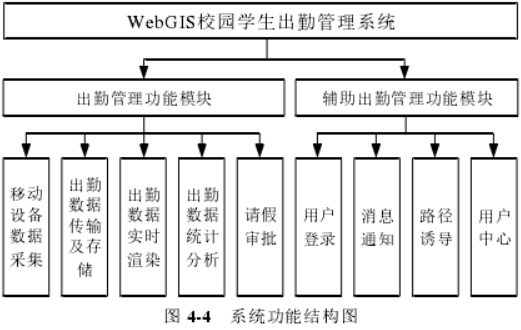 WebGIS校园学生出勤管理系统
出勤管理功能模块
辅助出勤管理功能模块
移动
设备
数据
采集
出勤
数据
传输
及存
储
出勤
数据
实时
渲染
出勤
数据
统计
分析
请假
审批
用户
登录
消息
通知
路径
诱导
用户
中心
图 4-4 系统功能结构图